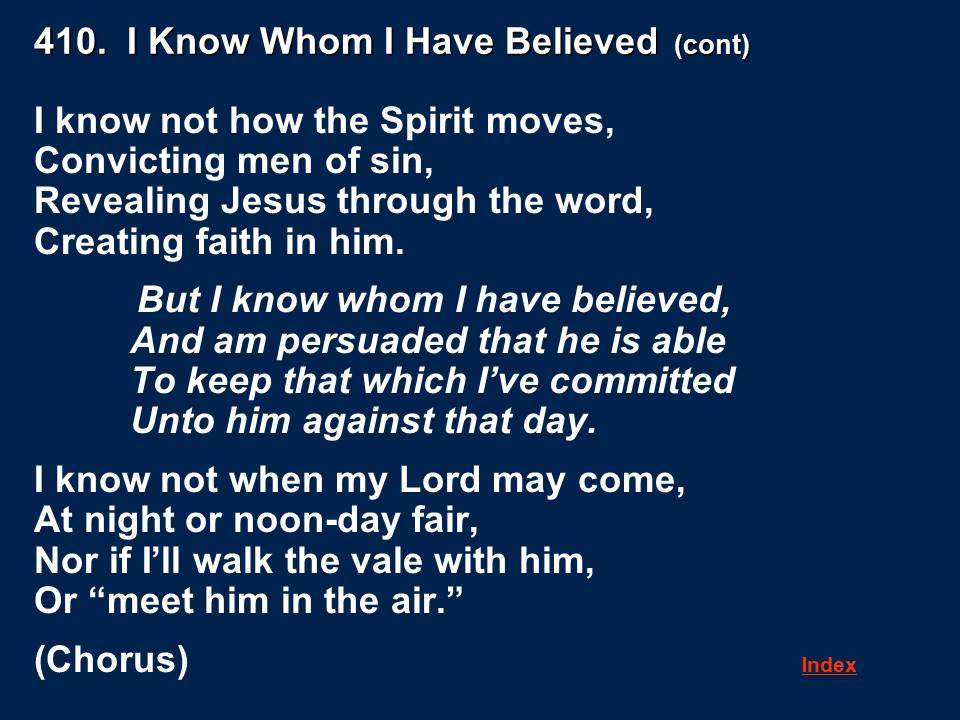 410. I Know Whom I Have Believed (cont)
I know not how the Spirit moves,
Convicting men of sin,
Revealing Jesus through the word,
Creating faith in him.
But I know whom I have believed,
And am persuaded that he is able
To keep that which I’ve committed
Unto him against that day.
I know not when my Lord may come,
At night or noon-day fair,
Nor if I’ll walk the vale with him,
Or “meet him in the air.”
(Chorus)
Index